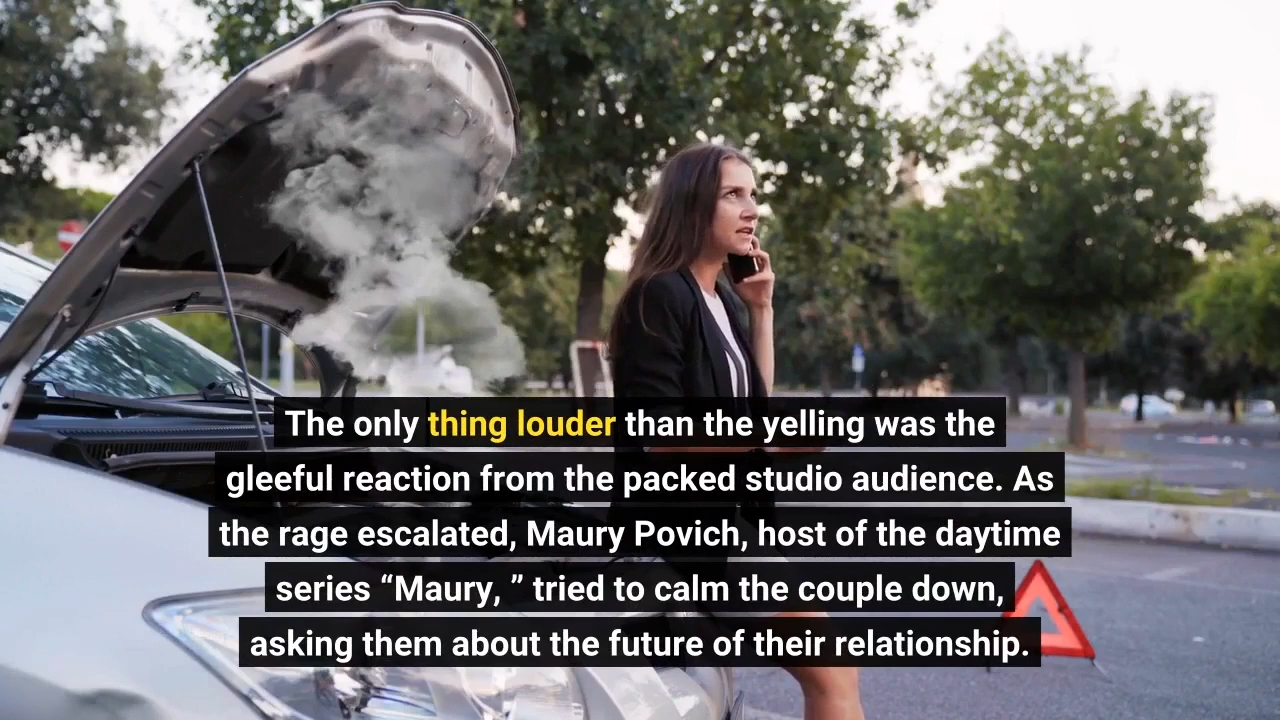 The only thing louder than the yelling was the
gleeful reaction from the packed studio audience. As
the rage escalated, Maury Povich, host of the daytime
series “Maury, ” tried to calm the couple down,
asking them about the future of their relationship.